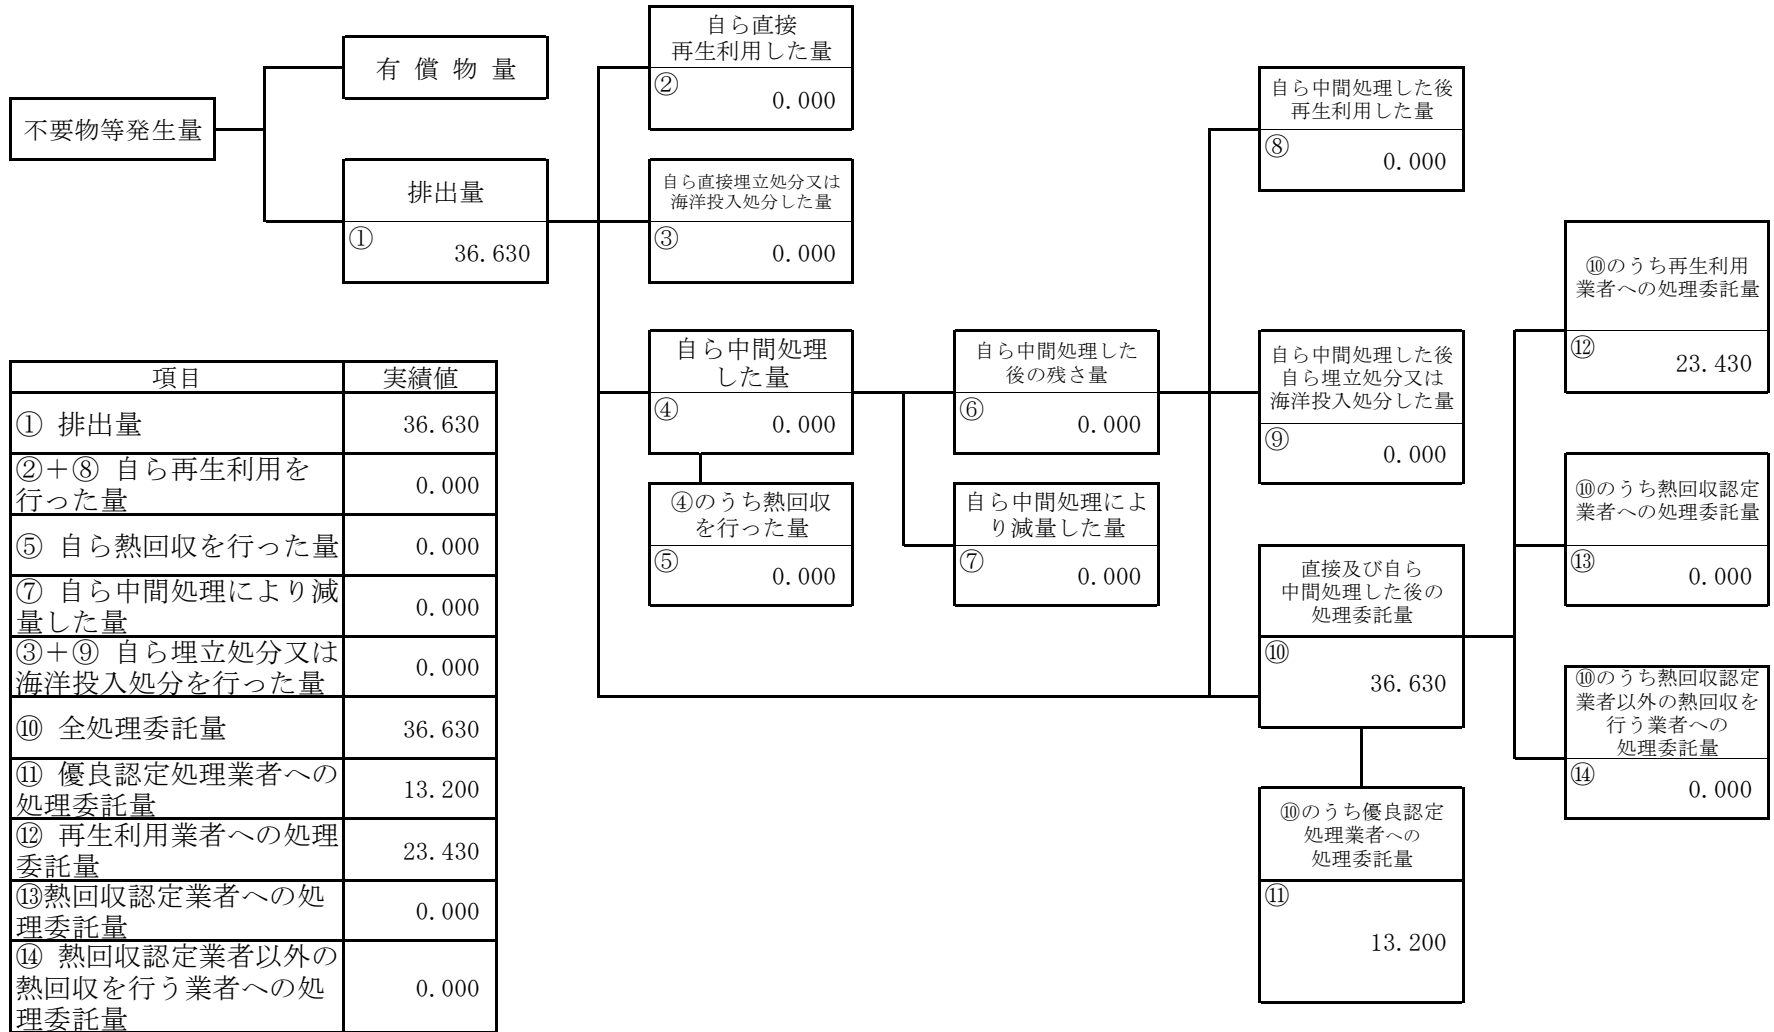 不要物等発生量
有 償 物 量
排出量
①
36.630
自ら直接
再生利用した量
②
0.000
自ら直接埋立処分又は
海洋投入処分した量
③
0.000
自ら中間処理
した量
④
0.000
④のうち熱回収
を行った量
⑤
0.000
自ら中間処理した
後の残さ量
⑥
0.000
自ら中間処理によ
り減量した量
⑦
0.000
自ら中間処理した後
再生利用した量
⑧
0.000
自ら中間処理した後
自ら埋立処分又は
海洋投入処分した量
⑨
0.000
直接及び自ら
中間処理した後の
処理委託量
⑩
36.630
⑩のうち優良認定
処理業者への
処理委託量
⑪
13.200
⑩のうち再生利用
業者への処理委託量
⑫
23.430
⑩のうち熱回収認定
業者への処理委託量
⑬
0.000
⑩のうち熱回収認定
業者以外の熱回収を
行う業者への
処理委託量
⑭
0.000
項目 実績値
① 排出量 36.630
②＋⑧ 自ら再生利用を
行った量 0.000
⑤ 自ら熱回収を行った量 0.000
⑦ 自ら中間処理により減
量した量 0.000
③＋⑨ 自ら埋立処分又は
海洋投入処分を行った量 0.000
⑩ 全処理委託量 36.630
⑪ 優良認定処理業者への
処理委託量 13.200
⑫ 再生利用業者への処理
委託量 23.430
⑬熱回収認定業者への処
理委託量 0.000
⑭ 熱回収認定業者以外の
熱回収を行う業者への処
理委託量 0.000